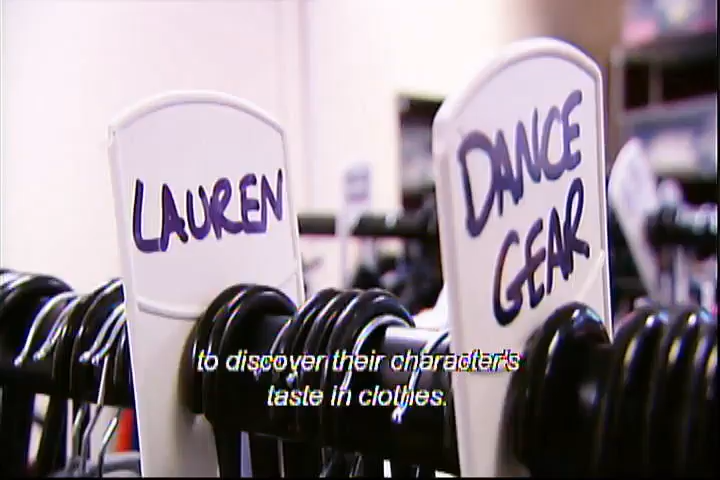 LAUREN
DANCE
GEAR
to discover their character's
taste in clothes.